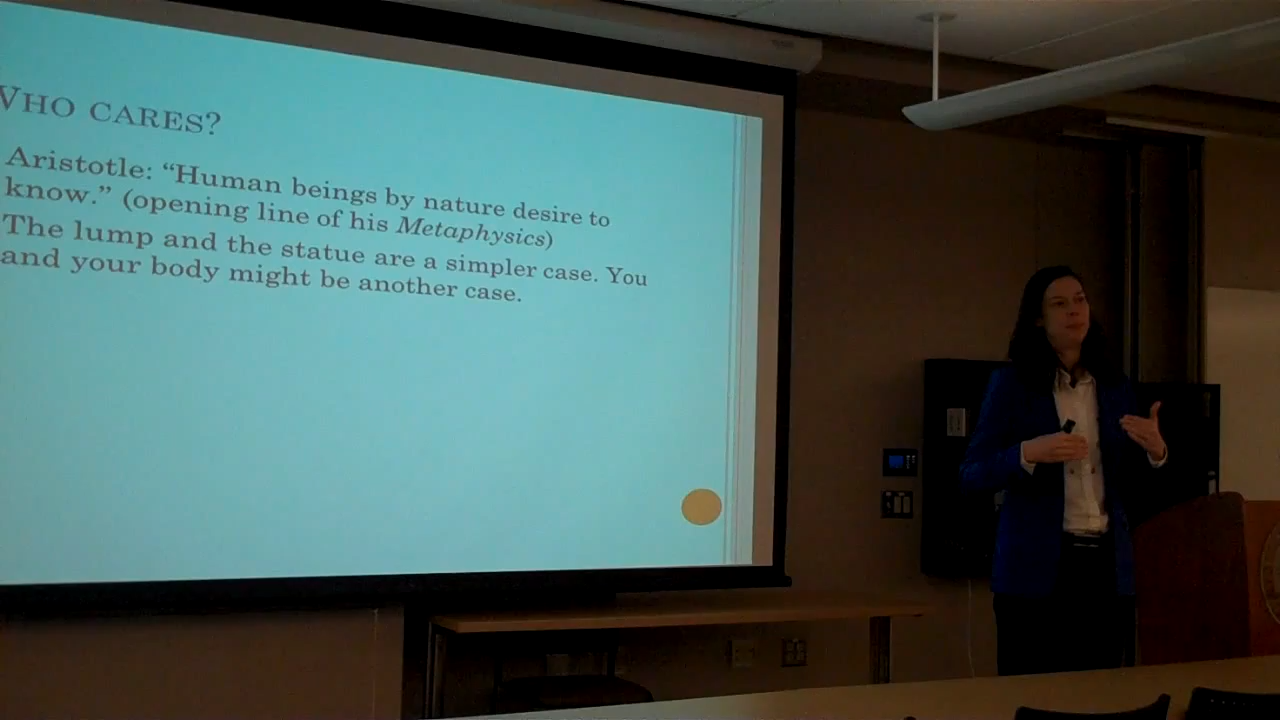 WHO CARES?
Aristotle: “Human beings by nature desire to
know.” (opening line of his Metaphysics)
The lump and the statue are a simpler case. You
and your body might be another case.